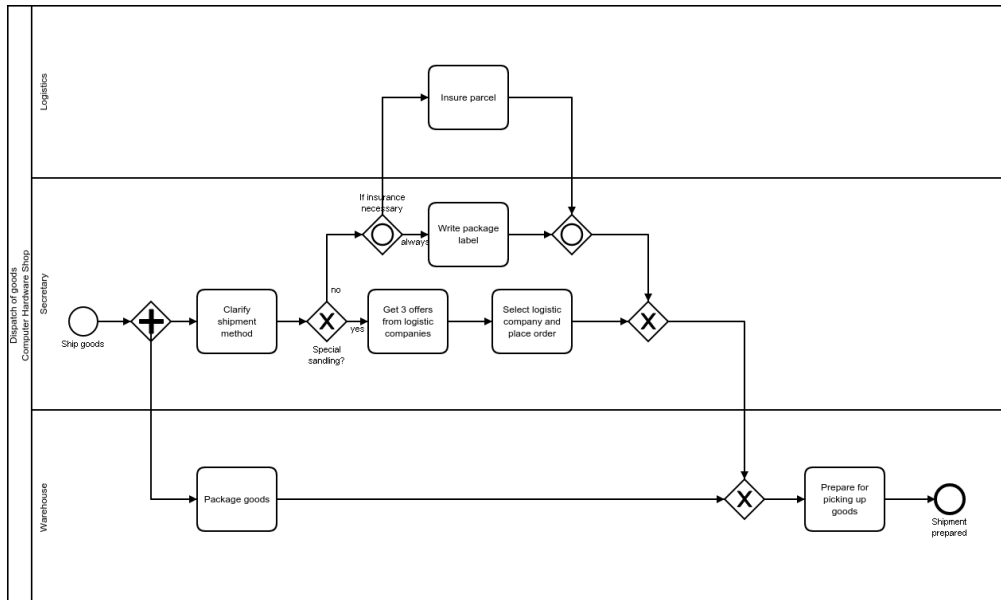 Dispatch of goods
Computer Hardware Shop
Logistics
Insure parcel
Secretary
If insurance
necessary
always
Write package
label
no
Ship goods
Clarify
shipment
method
Special
sandling?
yes
Get 3 offers
from logistic
companies
Select logistic
company and
place order
Warehouse
Package goods
Prepare for
picking up
goods
Shipment
prepared